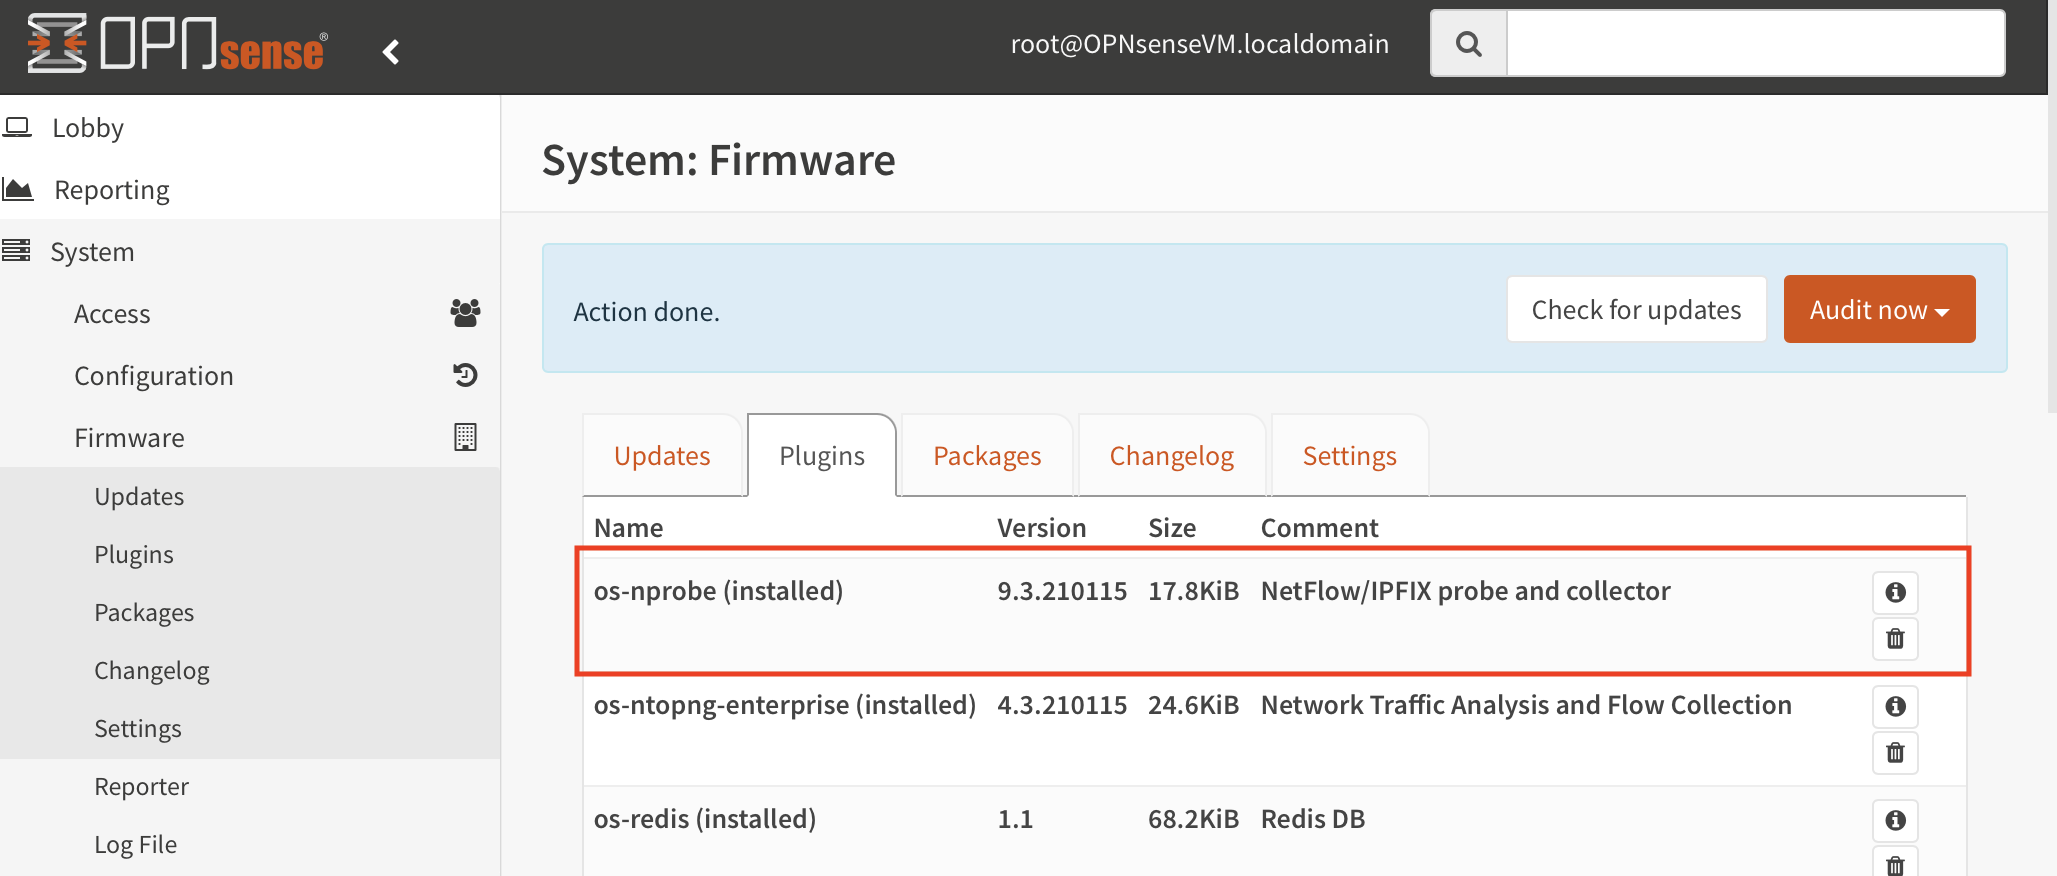 OPNsense®
root@OPNsenseVM.localdomain
Lobby
Reporting
System
Access
Configuration
Firmware
Updates
Plugins
Packages
Changelog
Settings
Reporter
Log File
System: Firmware
Action done.
Check for updates
Audit now
Updates Plugins Packages Changelog Settings
Name Version Size Comment
os-nprobe (installed) 9.3.210115 17.8KiB NetFlow/IPFIX probe and collector
os-ntopng-enterprise (installed) 4.3.210115 24.6KiB Network Traffic Analysis and Flow Collection
os-redis (installed) 1.1 68.2KiB Redis DB